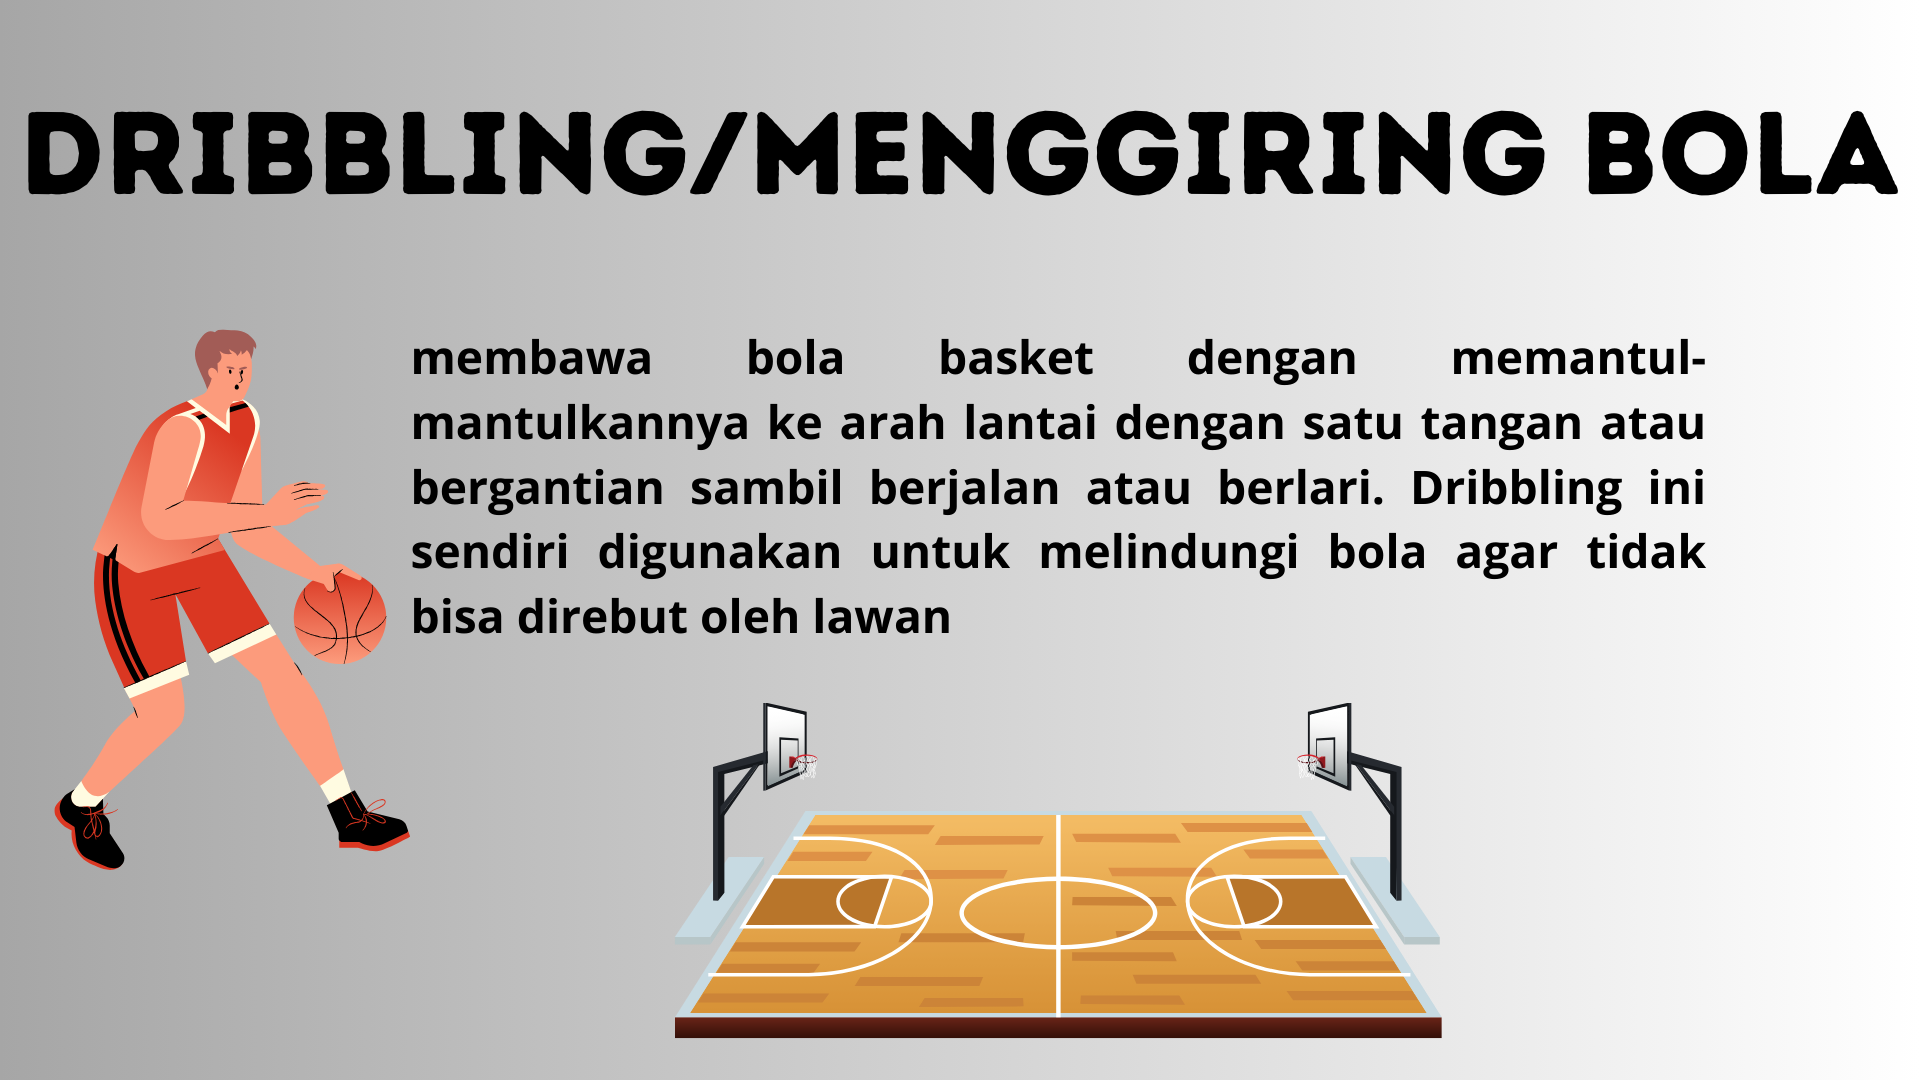 DRIBBLING/MENGGIRING BOLA
membawa bola basket dengan memantul-
mantulkannya ke arah lantai dengan satu tangan atau
bergantian sambil berjalan atau berlari. Dribbling ini
sendiri digunakan untuk melindungi bola agar tidak
bisa direbut oleh lawan